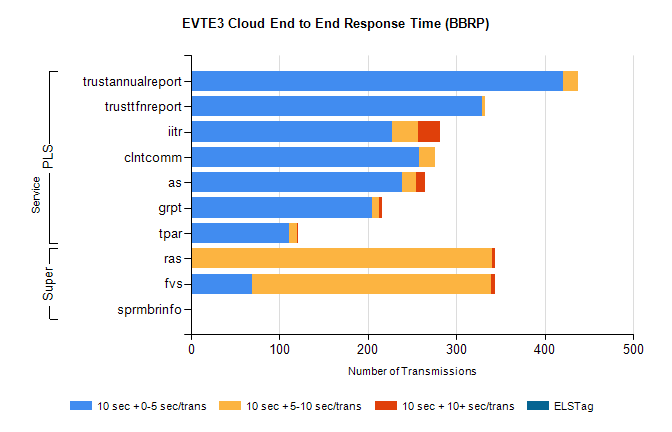 EVTE3 Cloud End to End Response Time (BBRP)
Service
PLS
trustannualreport
trusttfnreport
iitr
clntcomm
as
grpt
tpar
Super
ras
fvs
sprmbrinfo
0 100 200 300 400 500
Number of Transmissions
10 sec +0-5 sec/trans 10 sec +5-10 sec/trans 10 sec + 10+ sec/trans ELSTag